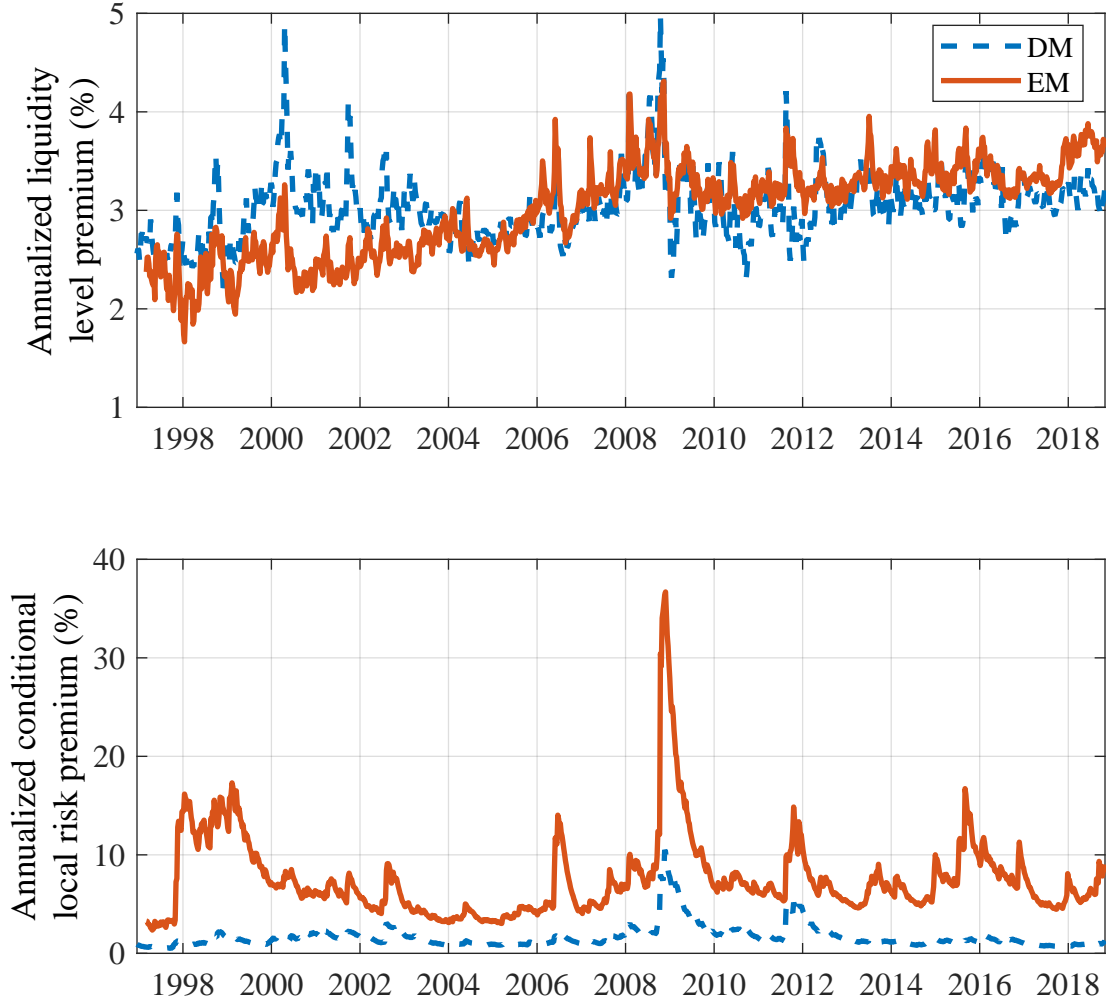 5
4
3
2
1
Annualized liquidity
level premium (%)
DM
EM
1998 2000 2002 2004 2006 2008 2010 2012 2014 2016 2018
40
30
20
10
0
Annualized conditional
local risk premium (%)
1998 2000 2002 2004 2006 2008 2010 2012 2014 2016 2018